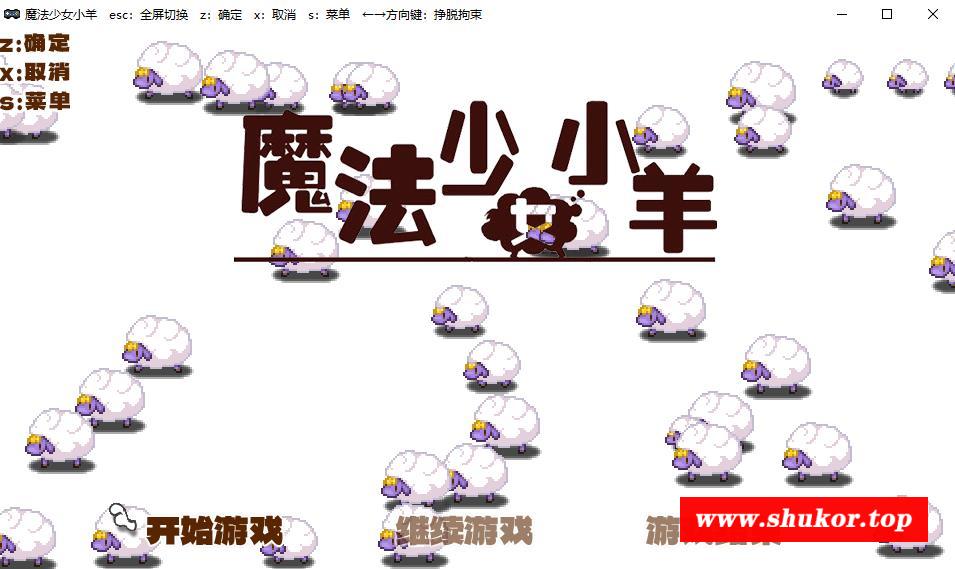 魔法少女小羊 esc: 全屏切换 z: 确定 x: 取消 s: 菜单 ←→方向键: 挣脱拘束
z:确定
x:取消
s:菜单
魔法少女小羊
开始游戏 继续游戏 游
www.shukor.top